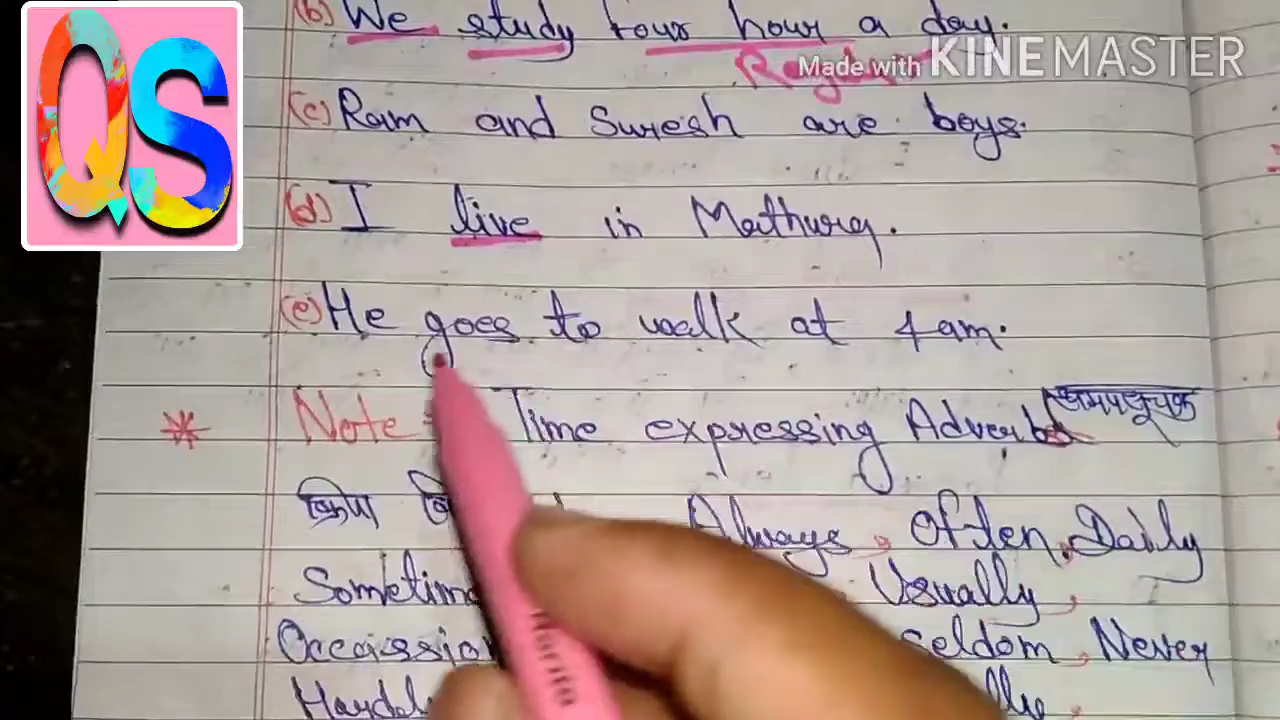 QS
(b) We study four hour a day.
Made with KINEMASTER
(c) Ram and Suresh are boys.
(d) I live in Mathura.
(e) He goes to walk at 4 am.
* Note Time expressing Adverb
Always, Often, Daily
Usually,
seldom, Never